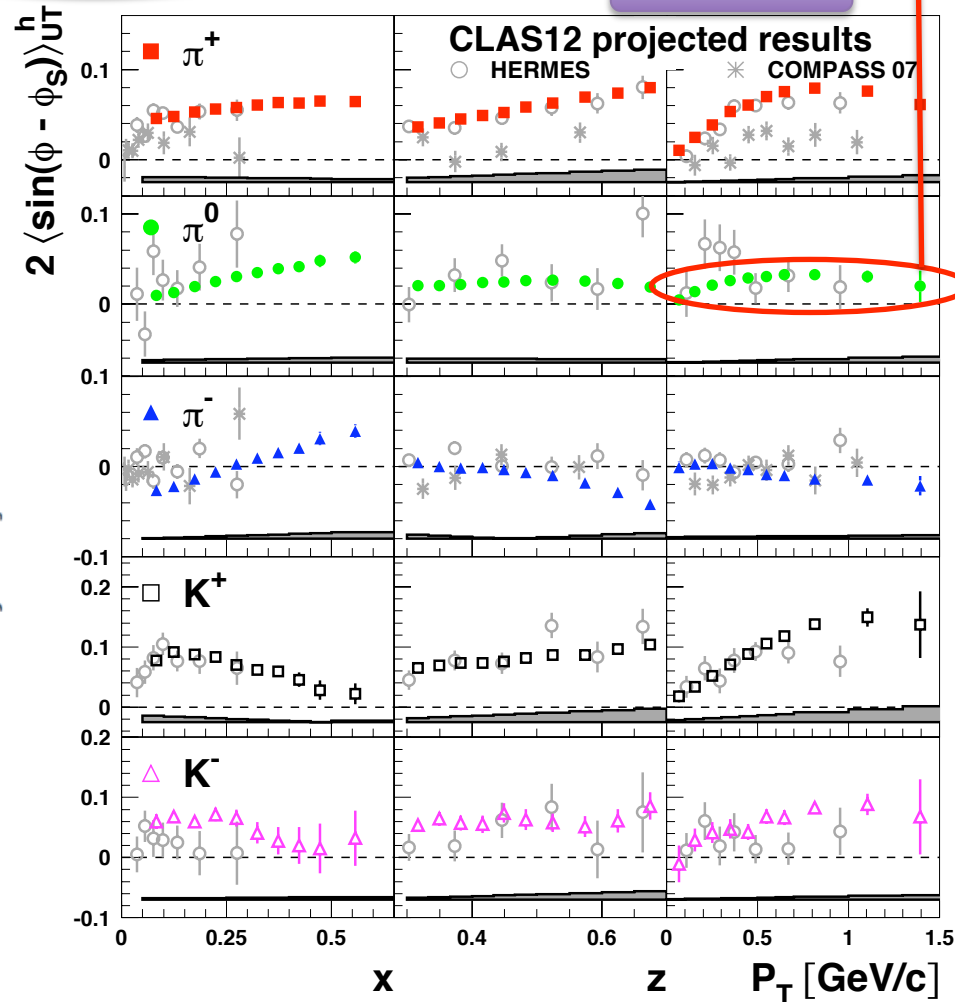 2 ⟨sin(ϕ - ϕS)⟩ʰUT
CLAS12 projected results
HERMES
COMPASS 07
π+
0.1
0
π0
0.1
0
π-
0.1
0
-0.1
K+
0.2
0.1
0
K-
0.2
0.1
0
-0.1
0 0.25 0.5
0.4 0.6
0 0.5 1 1.5
x
z
PT [GeV/c]